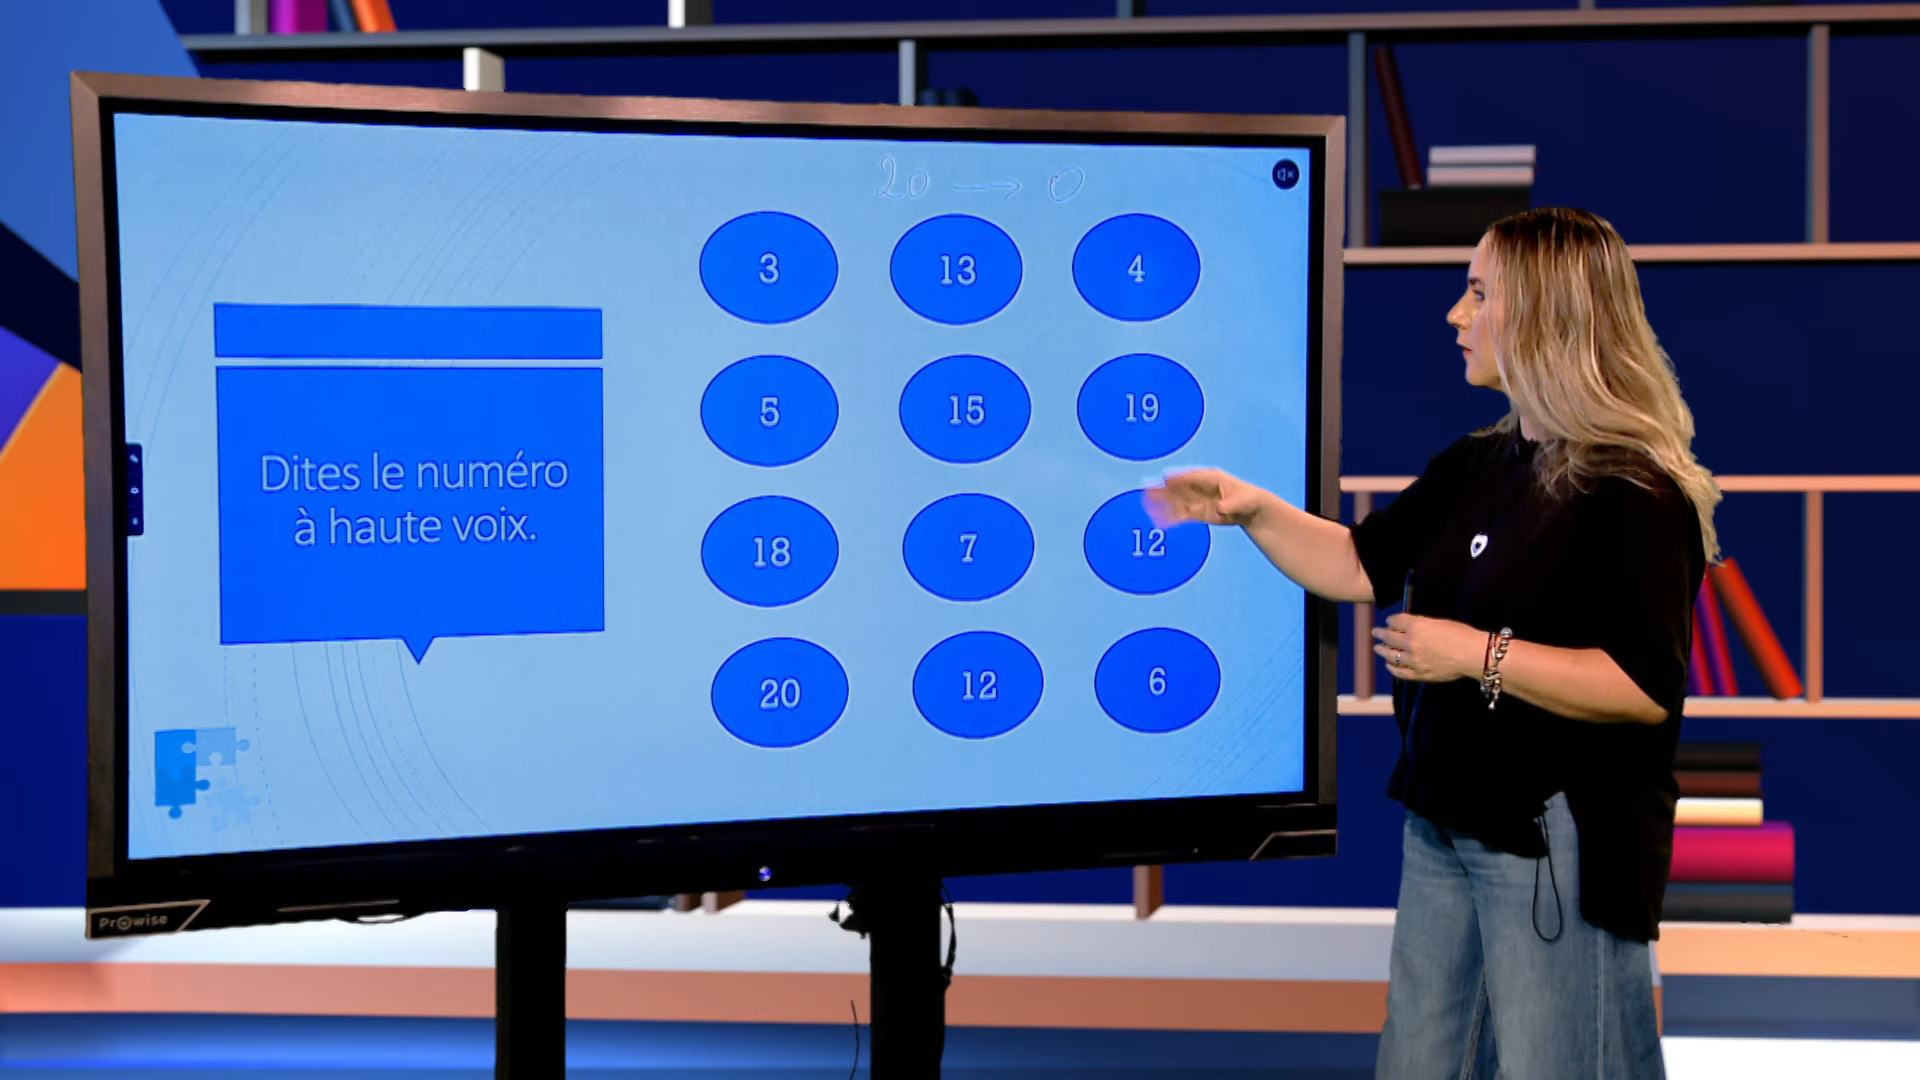 20 → 0
3 13 4
5 15 19
Dites le numéro
à haute voix.
18 7 12
20 12 6
Prowise